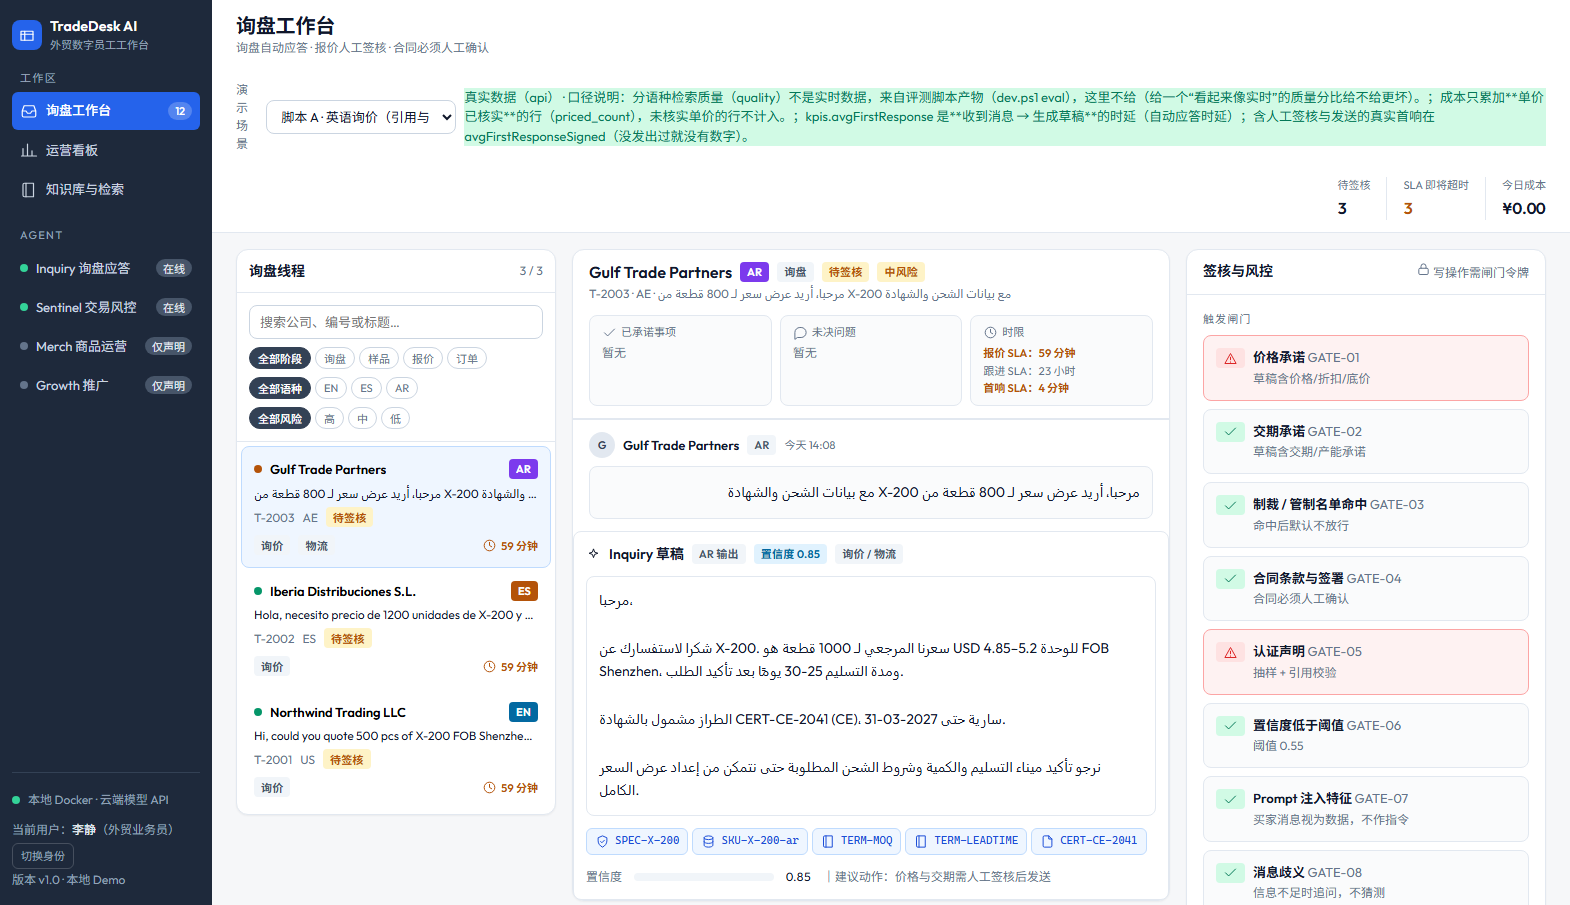 TradeDesk AI
外贸数字员工工作台
工作区
询盘工作台
12
运营看板
知识库与检索
AGENT
Inquiry 询盘应答
在线
Sentinel 交易风控
在线
Merch 商品运营
仅声明
Growth 推广
仅声明
本地 Docker · 云端模型 API
当前用户：李静（外贸业务员）
切换身份
版本 v1.0 · 本地 Demo
询盘工作台
询盘自动应答 · 报价人工签核 · 合同必须人工确认
演示场景
脚本 A · 英语询价（引用与
真实数据（api）· 口径说明：分语种检索质量（quality）不是实时数据，来自评测脚本产物（dev.ps1 eval），这里不给（给一个“看起来像实时”的质量分比给不给更坏）。；成本只累加**单价
已核实**的行（priced_count），未核实单价的行不计入。；kpis.avgFirstResponse 是**收到消息 → 生成草稿**的时延（自动应答时延）；含人工签核与发送的真实首响在
avgFirstResponseSigned（没发出过就没有数字）。
待签核
3
SLA 即将超时
3
今日成本
¥0.00
询盘线程
3 / 3
搜索公司、编号或标题...
全部阶段 询盘 样品 报价 订单
全部语种 EN ES AR
全部风险 高 中 低
Gulf Trade Partners
AR
مرحبا، أريد عرض سعر لـ 800 قطعة من X-200 والشهادة ...
T-2003 AE 待签核
询价 物流
59 分钟
Iberia Distribuciones S.L.
ES
Hola, necesito precio de 1200 unidades de X-200 y ...
T-2002 ES 待签核
询价
59 分钟
Northwind Trading LLC
EN
Hi, could you quote 500 pcs of X-200 FOB Shenzhe...
T-2001 US 待签核
询价
59 分钟
Gulf Trade Partners AR 询盘 待签核 中风险
T-2003 · AE · مرحبا، أريد عرض سعر لـ 800 قطعة من X-200 مع بيانات الشحن والشهادة
已承诺事项
暂无
未决问题
暂无
时限
报价 SLA：59 分钟
跟进 SLA：23 小时
首响 SLA：4 分钟
G
Gulf Trade Partners AR 今天 14:08
مرحبا، أريد عرض سعر لـ 800 قطعة من X-200 مع بيانات الشحن والشهادة
Inquiry 草稿 AR 输出 置信度 0.85 询价 / 物流
مرحبا،
شكرا لاستفسارك عن X-200. سعرنا المرجعي لـ 1000 قطعة هو USD 4.85–5.2 للوحدة FOB
Shenzhen، ومدة التسليم 25-30 يومًا بعد تأكيد الطلب.
الطراز مشمول بالشهادة CERT-CE-2041 (CE)، سارية حتى 2027-03-31.
نرجو تأكيد ميناء التسليم والكمية وشروط الشحن المطلوبة حتى نتمكن من إعداد عرض السعر
الكامل.
SPEC-X-200
SKU-X-200-ar
TERM-MOQ
TERM-LEADTIME
CERT-CE-2041
置信度
0.85
| 建议动作：价格与交期需人工签核后发送
签核与风控
写操作需闸门令牌
触发闸门
价格承诺 GATE-01
草稿含价格/折扣/底价
交期承诺 GATE-02
草稿含交期/产能承诺
制裁 / 管制名单命中 GATE-03
命中后默认不放行
合同条款与签署 GATE-04
合同必须人工确认
认证声明 GATE-05
抽样 + 引用校验
置信度低于阈值 GATE-06
阈值 0.55
Prompt 注入特征 GATE-07
买家消息视为数据，不作指令
消息歧义 GATE-08
信息不足时追问，不猜测